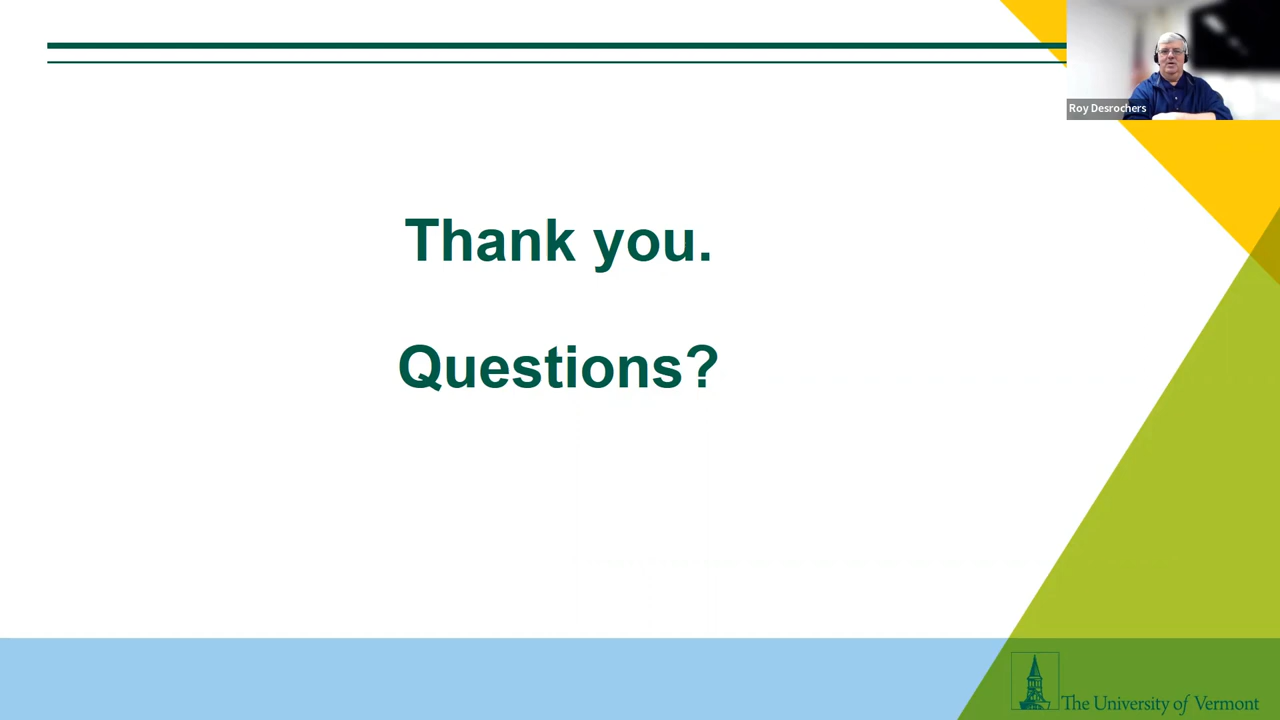 Roy Desrochers
Thank you.
Questions?
The University of Vermont